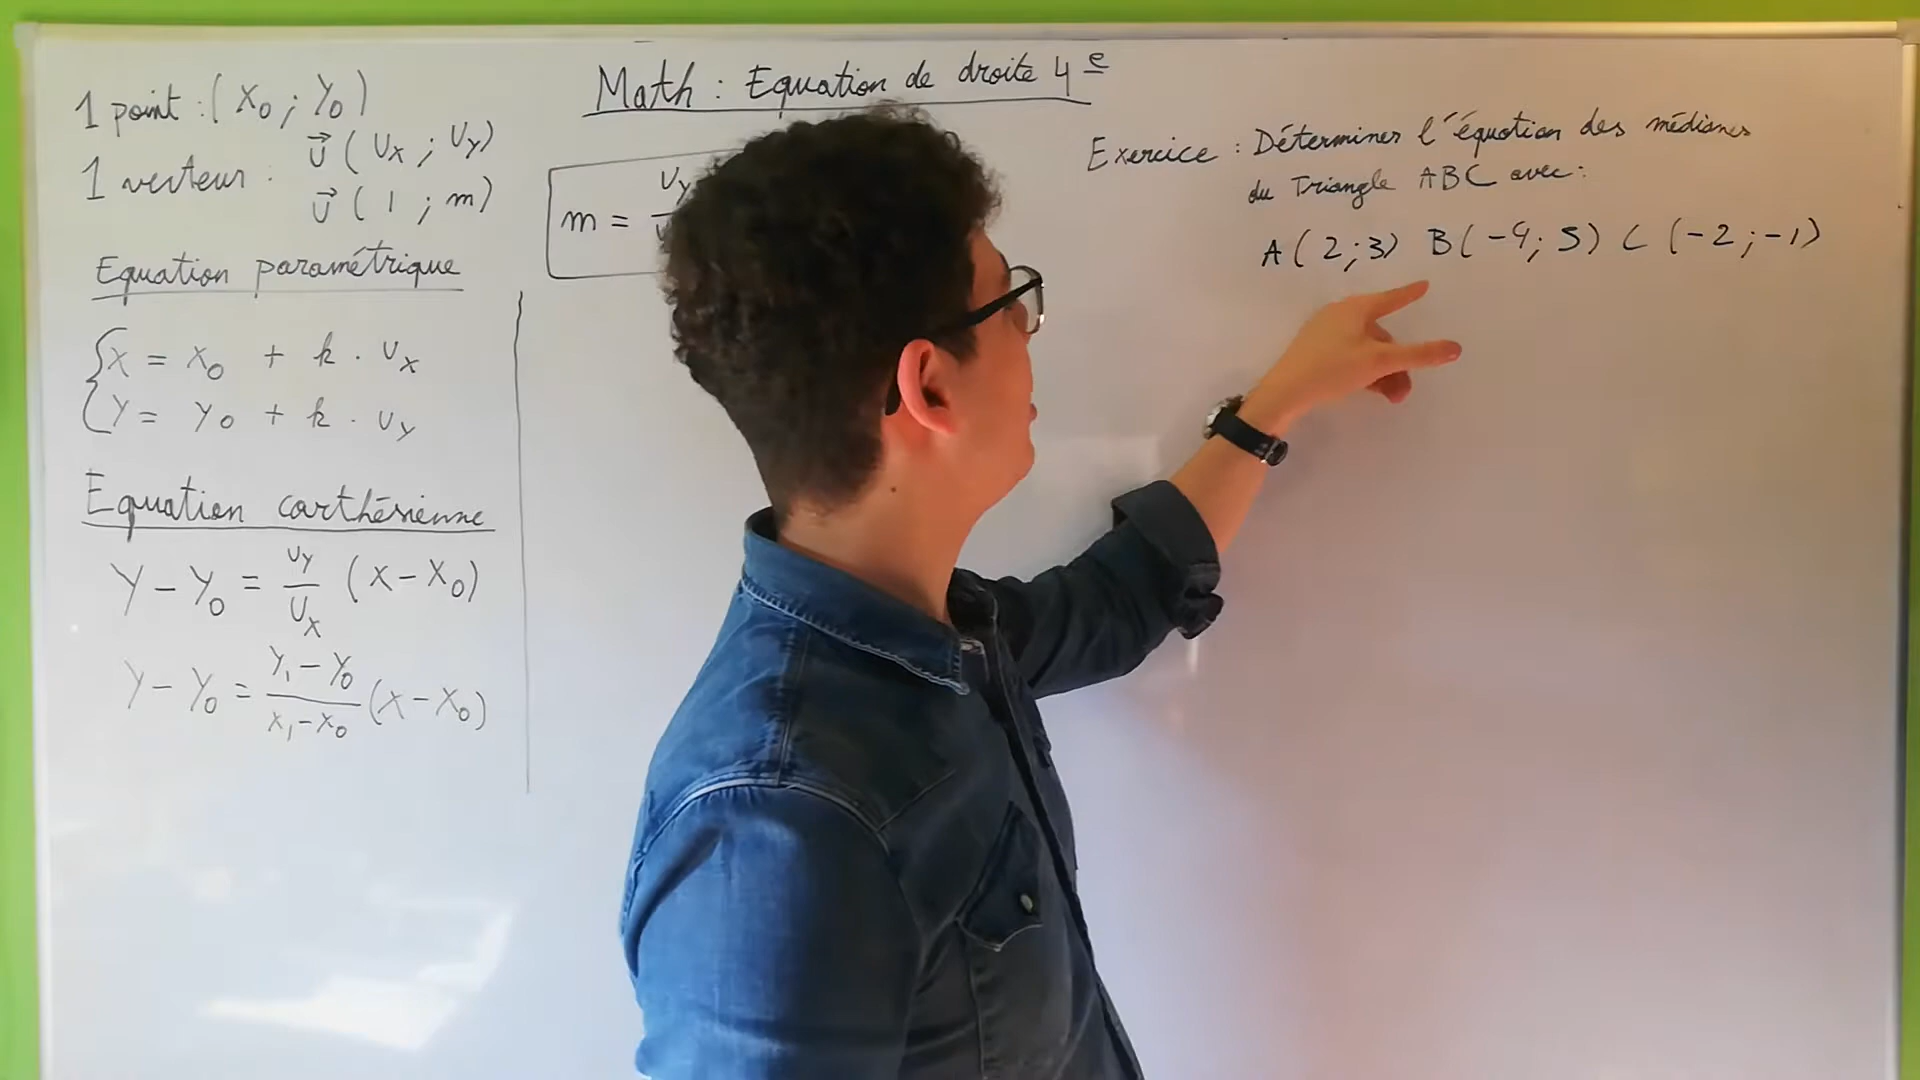 Math : Equation de droite 4e
1 point : ( X0 ; Y0 )
1 vecteur : u ( Ux ; Uy )
u ( 1 ; m )
Equation paramétrique
{ X = X0 + k . Ux
Y = Y0 + k . Uy
Equation carthésienne
Y - Y0 = Uy/Ux (X - X0)
Y - Y0 = Y1 - Y0 / X1 - X0 (X - X0)
m = Uy
Exercice : Déterminer l'équation des médianes
du Triangle ABC avec :
A ( 2 ; 3 ) B ( -4 ; 5 ) C ( -2 ; -1 )